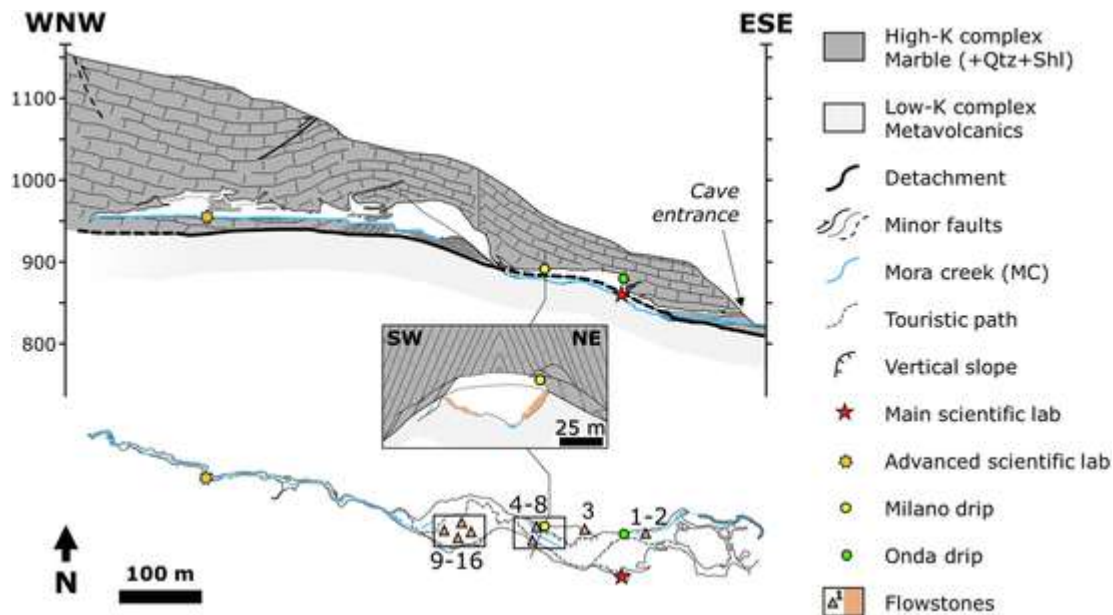 WNW
ESE
1100
1000
900
800
Cave
entrance
SW
NE
25 m
4-8
3
1-2
9-16
N
100 m
High-K complex
Marble (+Qtz+Shl)
Low-K complex
Metavolcanics
Detachment
Minor faults
Mora creek (MC)
Touristic path
Vertical slope
Main scientific lab
Advanced scientific lab
Milano drip
Onda drip
1
Flowstones